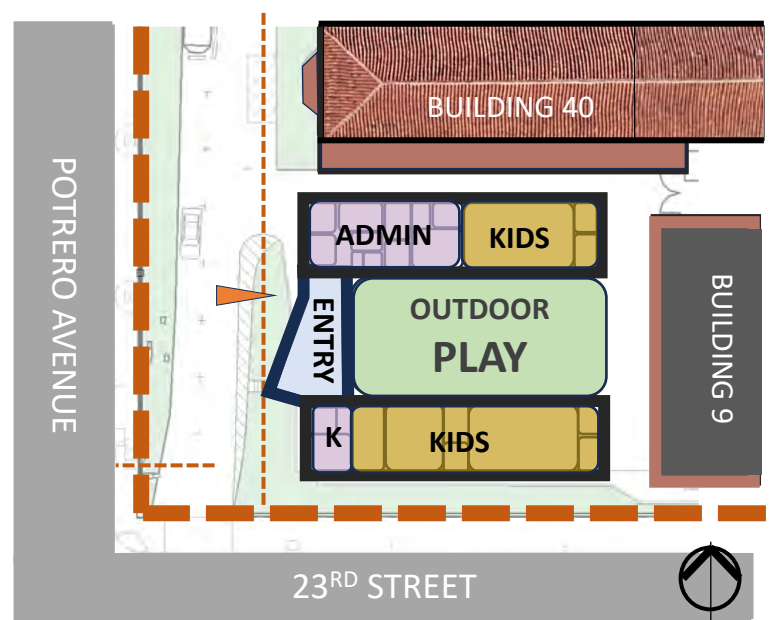 BUILDING 40
POTRERO AVENUE
ADMIN
KIDS
ENTRY
OUTDOOR
PLAY
BUILDING 9
K
KIDS
23RD STREET